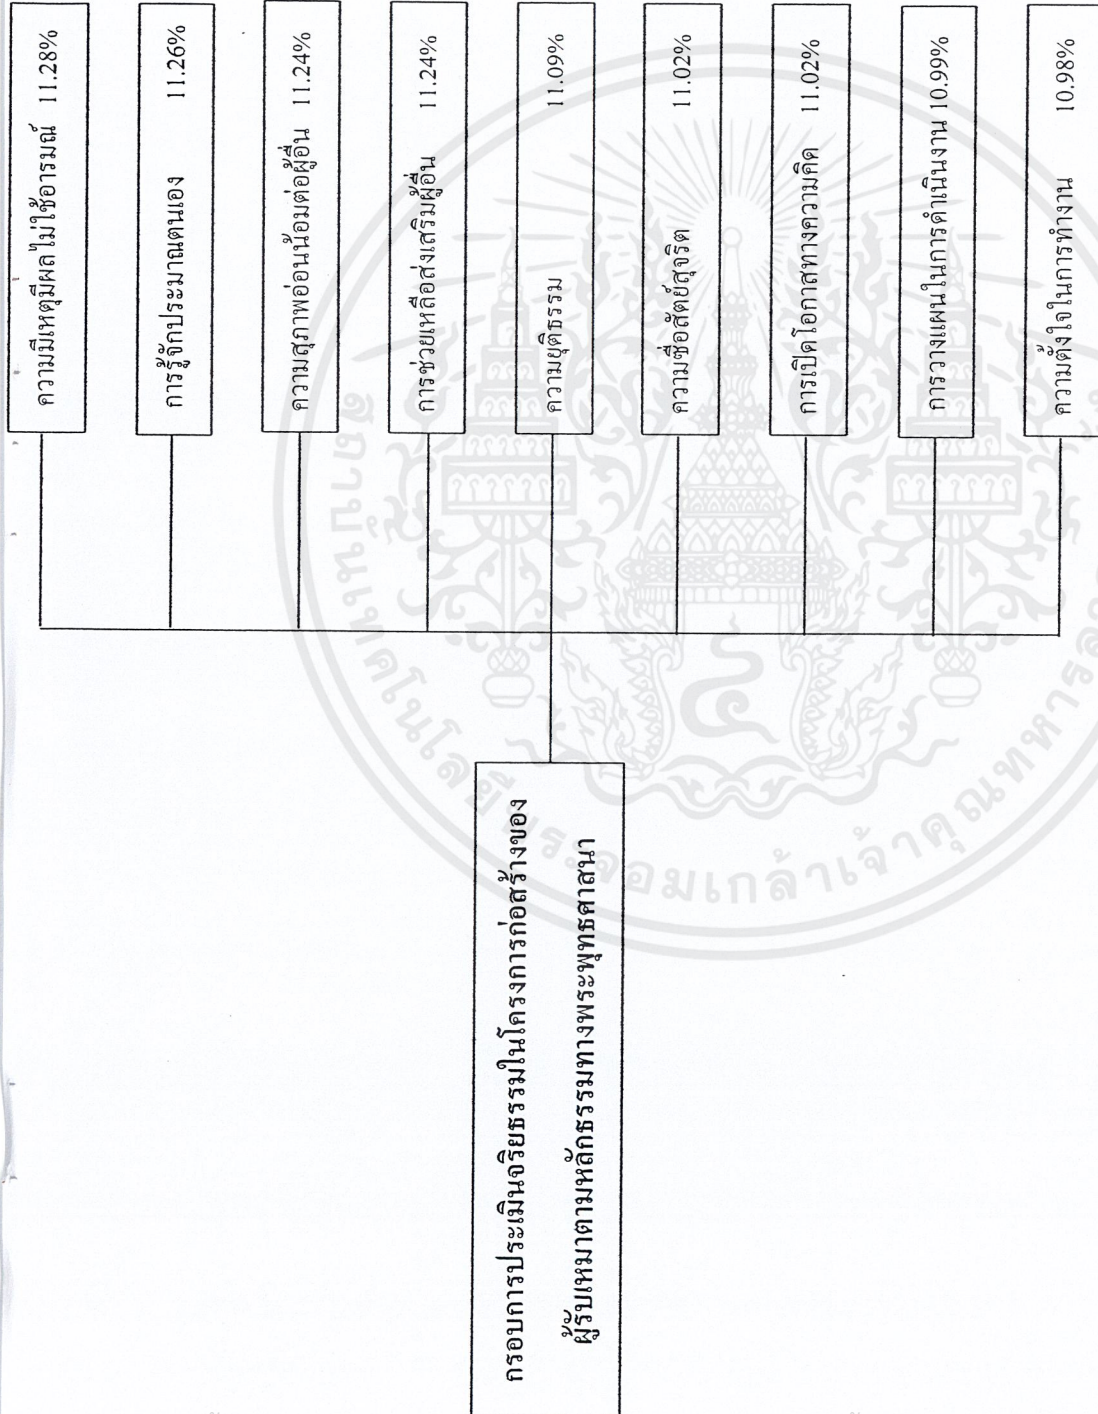 ความมีเหตุมีผลไม่ใช้อารมณ์ 11.28%
การรู้จักประมาณตนเอง 11.26%
ความสุภาพอ่อนน้อมต่อผู้อื่น 11.24%
การช่วยเหลือส่งเสริมผู้อื่น 11.24%
ความยุติธรรม 11.09%
ความซื่อสัตย์สุจริต 11.02%
การเปิดโอกาสทางความคิด 11.02%
การวางแผนในการดำเนินงาน 10.99%
ความตั้งใจในการทำงาน 10.98%
กรอบการประเมินจริยธรรมในโครงการก่อสร้างของ
ผู้รับเหมาตามหลักธรรมทางพระพุทธศาสนา
๔